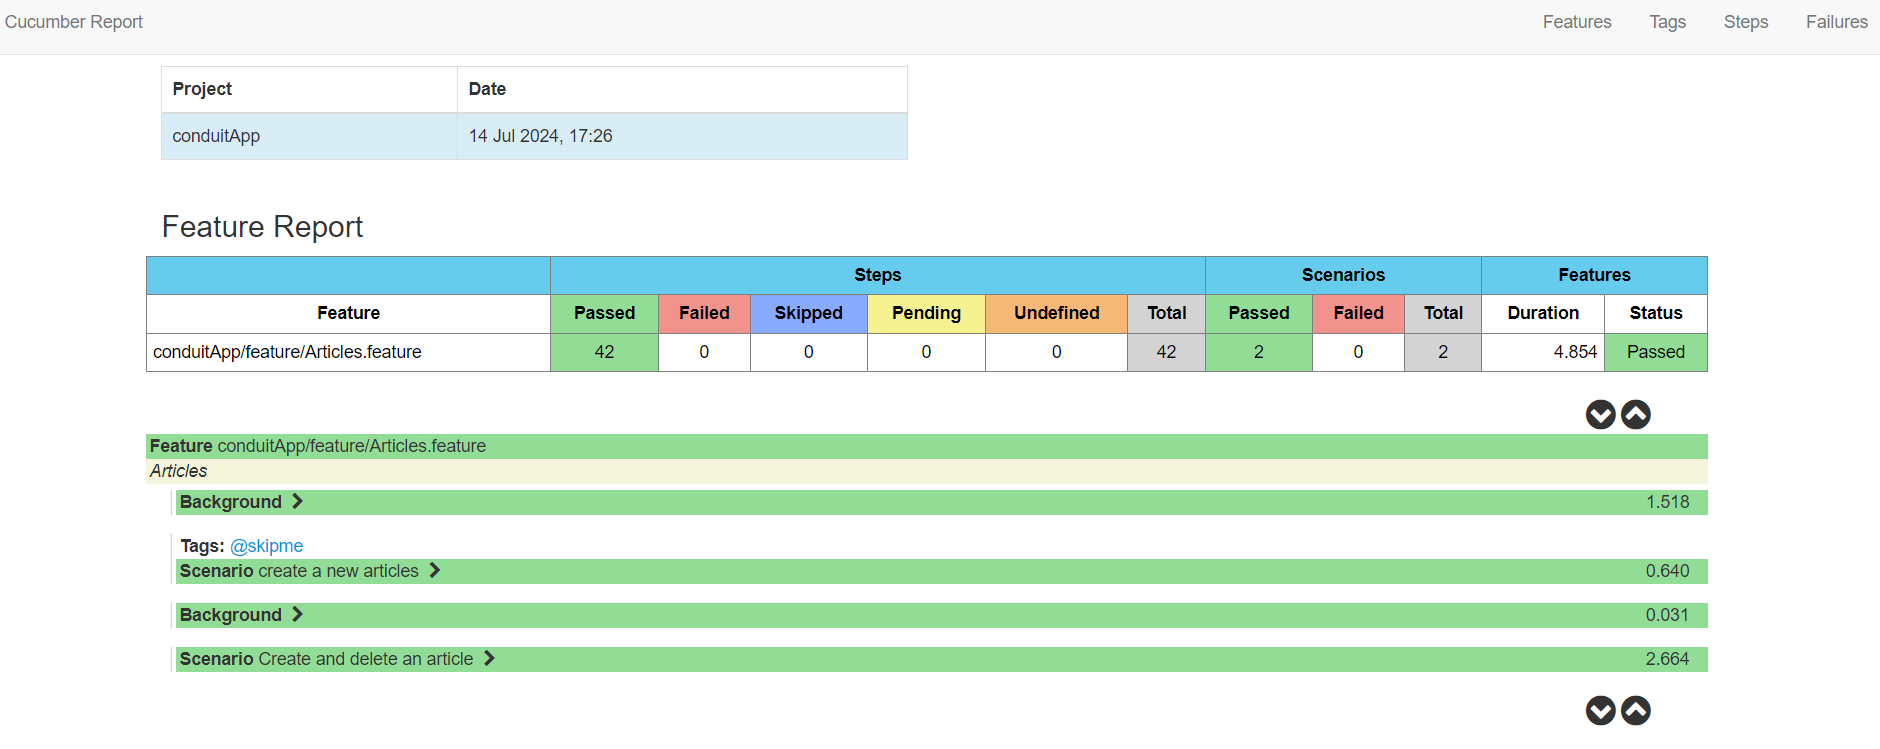 Cucumber Report Features Tags Steps Failures
Project Date
conduitApp 14 Jul 2024, 17:26
Feature Report
Steps Scenarios Features
Feature Passed Failed Skipped Pending Undefined Total Passed Failed Total Duration Status
conduitApp/feature/Articles.feature 42 0 0 0 0 42 2 0 2 4.854 Passed
Feature conduitApp/feature/Articles.feature
Articles
Background 1.518
Tags: @skipme
Scenario create a new articles 0.640
Background 0.031
Scenario Create and delete an article 2.664